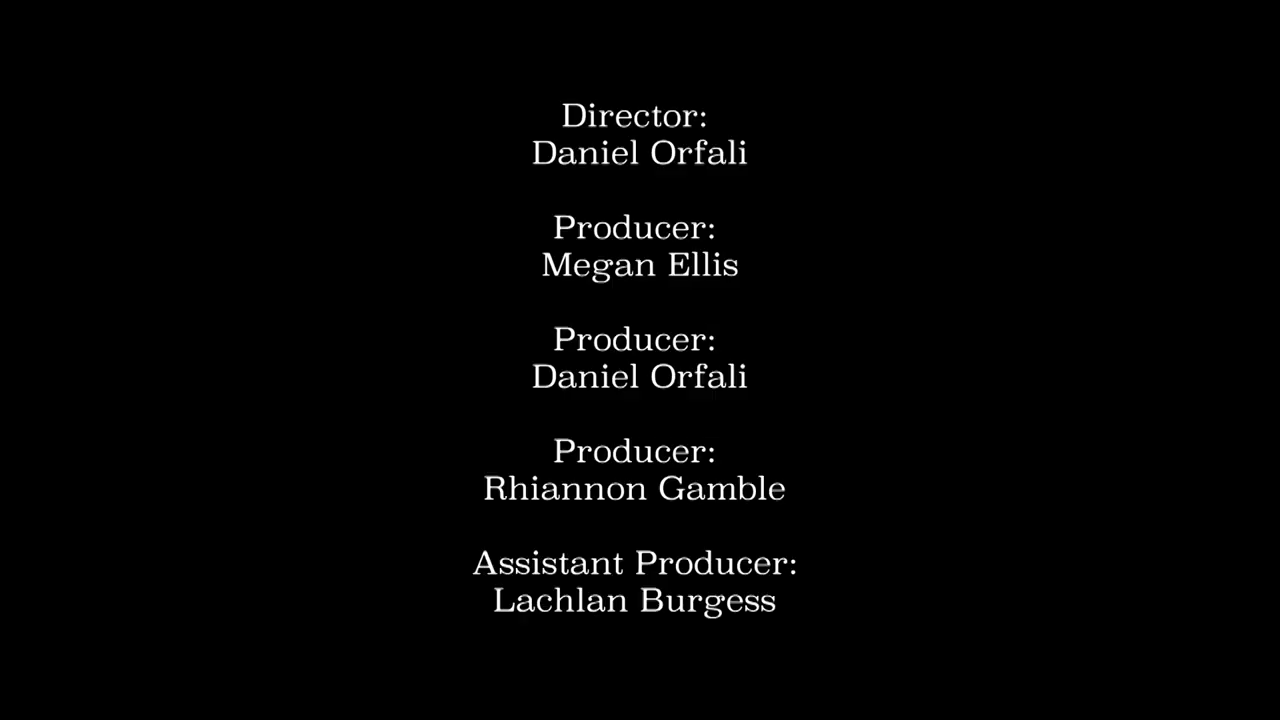 Director:
Daniel Orfali
Producer:
Megan Ellis
Producer:
Daniel Orfali
Producer:
Rhiannon Gamble
Assistant Producer:
Lachlan Burgess